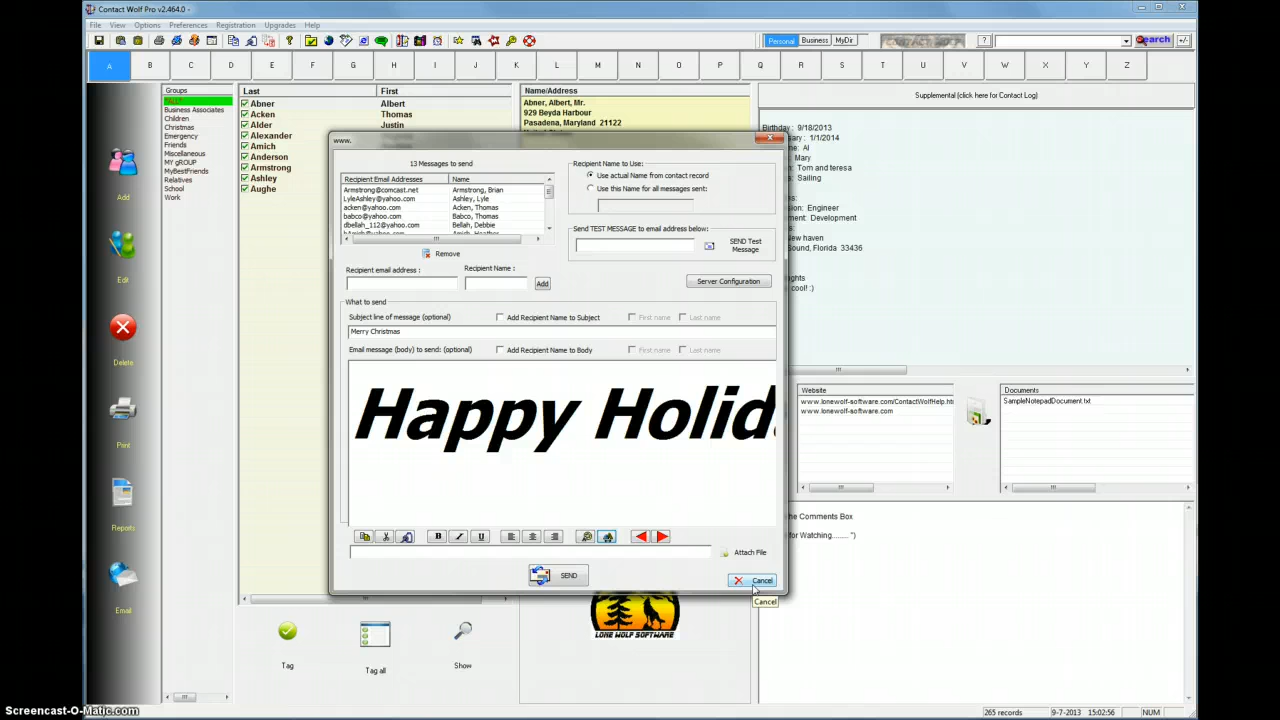 Contact Wolf Pro v2.464.0 -
File View Options Preferences Registration Upgrades Help
Personal Business MyDir ? Search +/-
A B C D E F G H I J K L M N O P Q R S T U V W X Y Z
Groups
Business Associates
Children
Christmas
Emergency
Friends
Miscellaneous
MY gROUP
MyBestFriends
Relatives
School
Work
Add
Edit
Delete
Print
Reports
Email
Last First
Abner Albert
Acken Thomas
Alder Justin
Alexander
Amich
Anderson
Armstrong
Ashley
Aughe
Name/Address
Abner, Albert, Mr.
929 Beyda Harbour
Pasadena, Maryland 21122
Supplemental (click here for Contact Log)
Birthday : 9/18/2013
: 1/1/2014
: Al
Mary
Tom and teresa
: Sailing
: Engineer
: Development
New haven
Sound, Florida 33436
cool! :)
www.
13 Messages to send
Recipient Email Addresses Name
Armstrong@comcast.net Armstrong, Brian
LyleAshley@yahoo.com Ashley, Lyle
acken@yahoo.com Acken, Thomas
babco@yahoo.com Babco, Thomas
dbellah_112@yahoo.com Bellah, Debbie
Remove
Recipient email address : Recipient Name :
Add
Recipient Name to Use:
Use actual Name from contact record
Use this Name for all messages sent:
Send TEST MESSAGE to email address below:
SEND Test Message
Server Configuration
What to send
Subject line of message (optional) Add Recipient Name to Subject First name Last name
Merry Christmas
Email message (body) to send: (optional) Add Recipient Name to Body First name Last name
Happy Holid
B I U
Attach File
SEND
Cancel
Cancel
Website
www.lonewolf-software.com/ContactWolfHelp.ht
www.lonewolf-software.com
Documents
SampleNotepadDocument.txt
the Comments Box
for Watching........ ")
LONE WOLF SOFTWARE
Tag
Tag all
Show
265 records 9-7-2013 15:02:56 NUM
Screencast-O-Matic.com